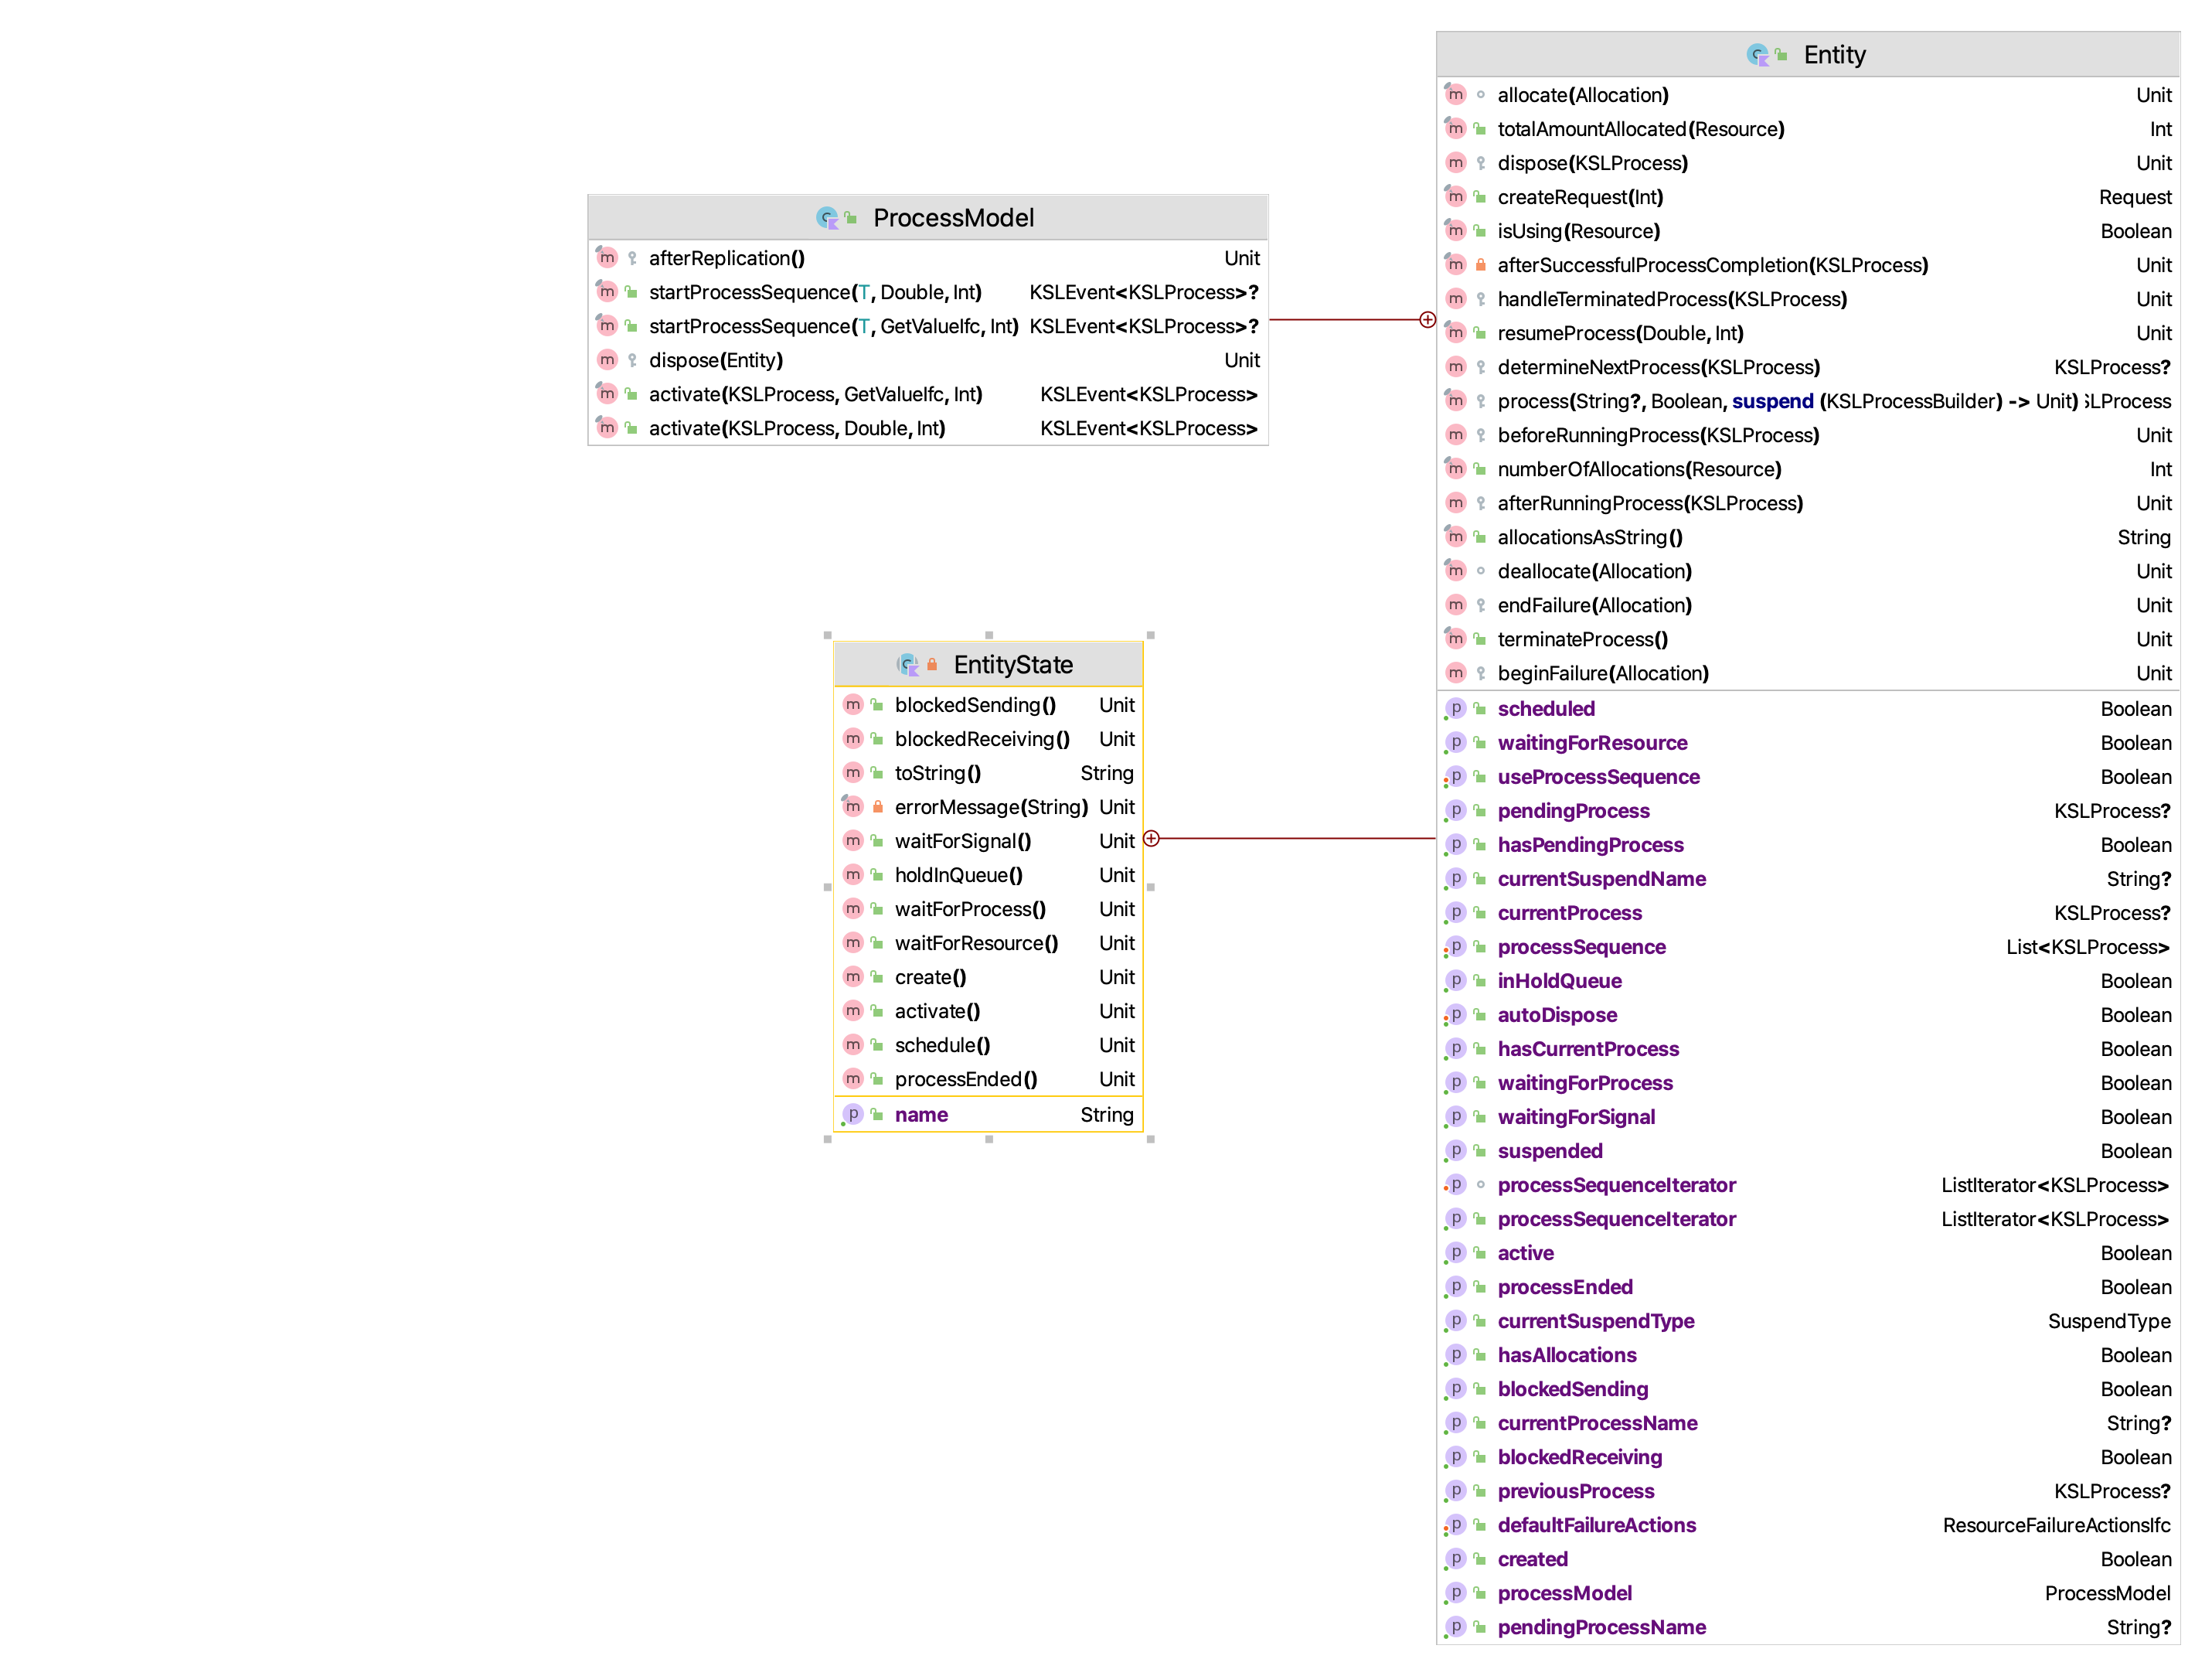 ProcessModel
afterReplication() Unit
startProcessSequence(T, Double, Int) KSLEvent<KSLProcess>?
startProcessSequence(T, GetValueIfc, Int) KSLEvent<KSLProcess>?
dispose(Entity) Unit
activate(KSLProcess, GetValueIfc, Int) KSLEvent<KSLProcess>
activate(KSLProcess, Double, Int) KSLEvent<KSLProcess>
EntityState
blockedSending() Unit
blockedReceiving() Unit
toString() String
errorMessage(String) Unit
waitForSignal() Unit
holdInQueue() Unit
waitForProcess() Unit
waitForResource() Unit
create() Unit
activate() Unit
schedule() Unit
processEnded() Unit
name String
Entity
allocate(Allocation) Unit
totalAmountAllocated(Resource) Int
dispose(KSLProcess) Unit
createRequest(Int) Request
isUsing(Resource) Boolean
afterSuccessfulProcessCompletion(KSLProcess) Unit
handleTerminatedProcess(KSLProcess) Unit
resumeProcess(Double, Int) Unit
determineNextProcess(KSLProcess) KSLProcess?
process(String?, Boolean, suspend (KSLProcessBuilder) -> Unit) SLProcess
beforeRunningProcess(KSLProcess) Unit
numberOfAllocations(Resource) Int
afterRunningProcess(KSLProcess) Unit
allocationsAsString() String
deallocate(Allocation) Unit
endFailure(Allocation) Unit
terminateProcess() Unit
beginFailure(Allocation) Unit
scheduled Boolean
waitingForResource Boolean
useProcessSequence Boolean
pendingProcess KSLProcess?
hasPendingProcess Boolean
currentSuspendName String?
currentProcess KSLProcess?
processSequence List<KSLProcess>
inHoldQueue Boolean
autoDispose Boolean
hasCurrentProcess Boolean
waitingForProcess Boolean
waitingForSignal Boolean
suspended Boolean
processSequenceIterator ListIterator<KSLProcess>
processSequenceIterator ListIterator<KSLProcess>
active Boolean
processEnded Boolean
currentSuspendType SuspendType
hasAllocations Boolean
blockedSending Boolean
currentProcessName String?
blockedReceiving Boolean
previousProcess KSLProcess?
defaultFailureActions ResourceFailureActionsIfc
created Boolean
processModel ProcessModel
pendingProcessName String?